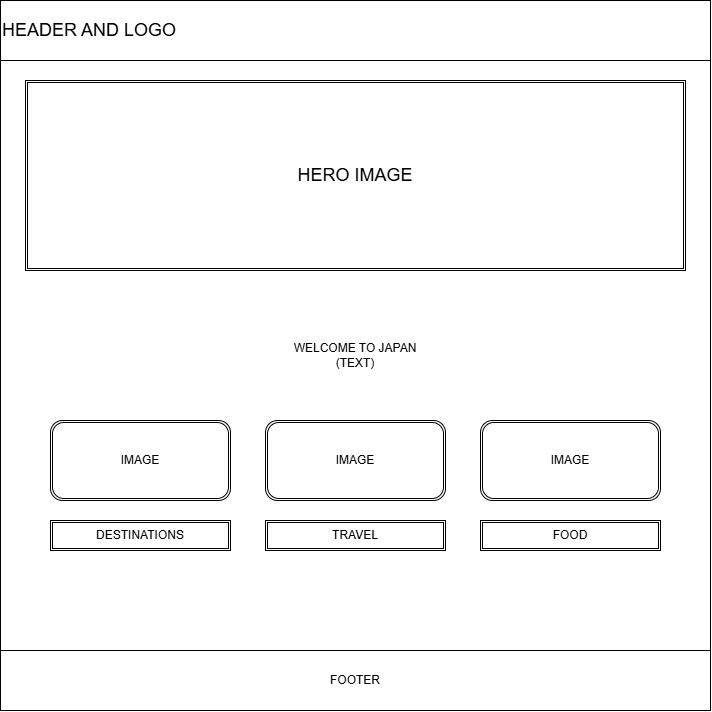 HEADER AND LOGO
HERO IMAGE
WELCOME TO JAPAN
(TEXT)
IMAGE
IMAGE
IMAGE
DESTINATIONS
TRAVEL
FOOD
FOOTER